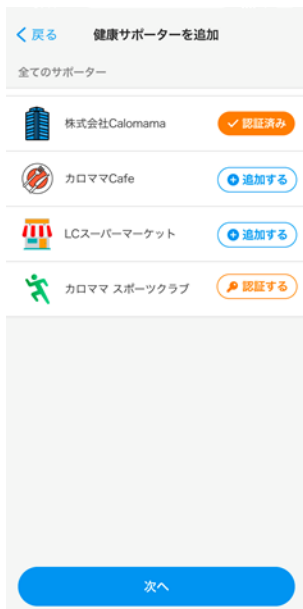 戻る 健康サポーターを追加
全てのサポーター
株式会社Calomama 認証済み
カロママCafe 追加する
LCスーパーマーケット 追加する
カロママ スポーツクラブ 認証する
次へ